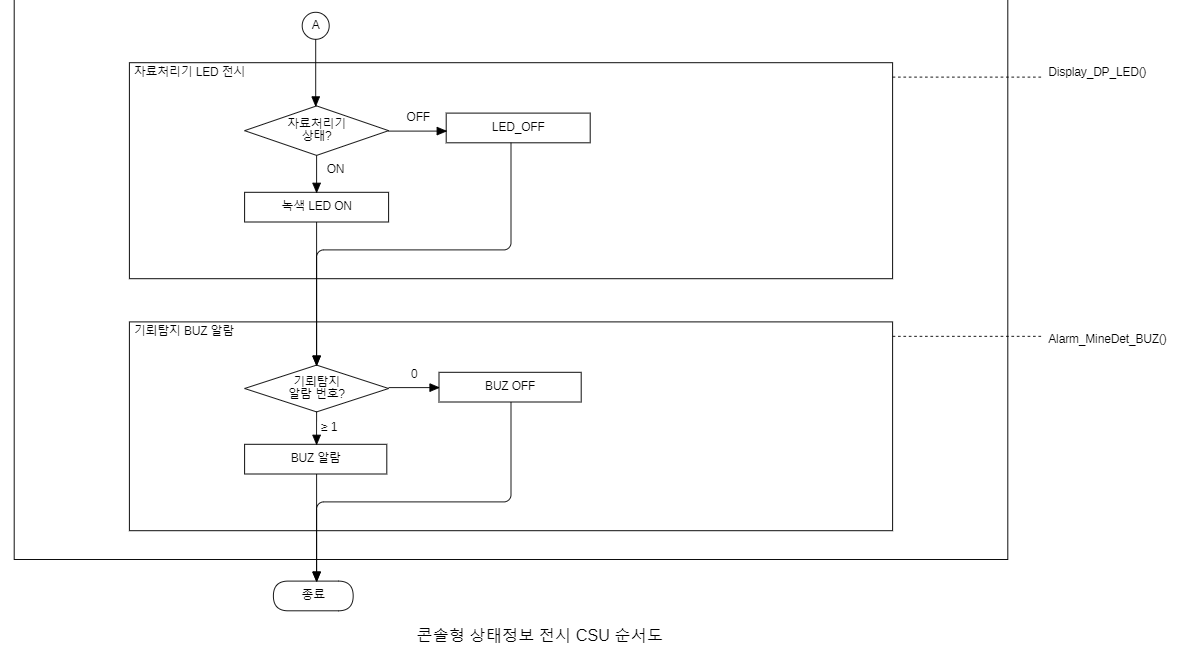 A
자료처리기 LED 전시
Display_DP_LED()
자료처리기
상태?
OFF
LED_OFF
ON
녹색 LED ON
기뢰탐지 BUZ 알람
Alarm_MineDet_BUZ()
기뢰탐지
알람 번호?
0
BUZ OFF
≥ 1
BUZ 알람
종료
콘솔형 상태정보 전시 CSU 순서도